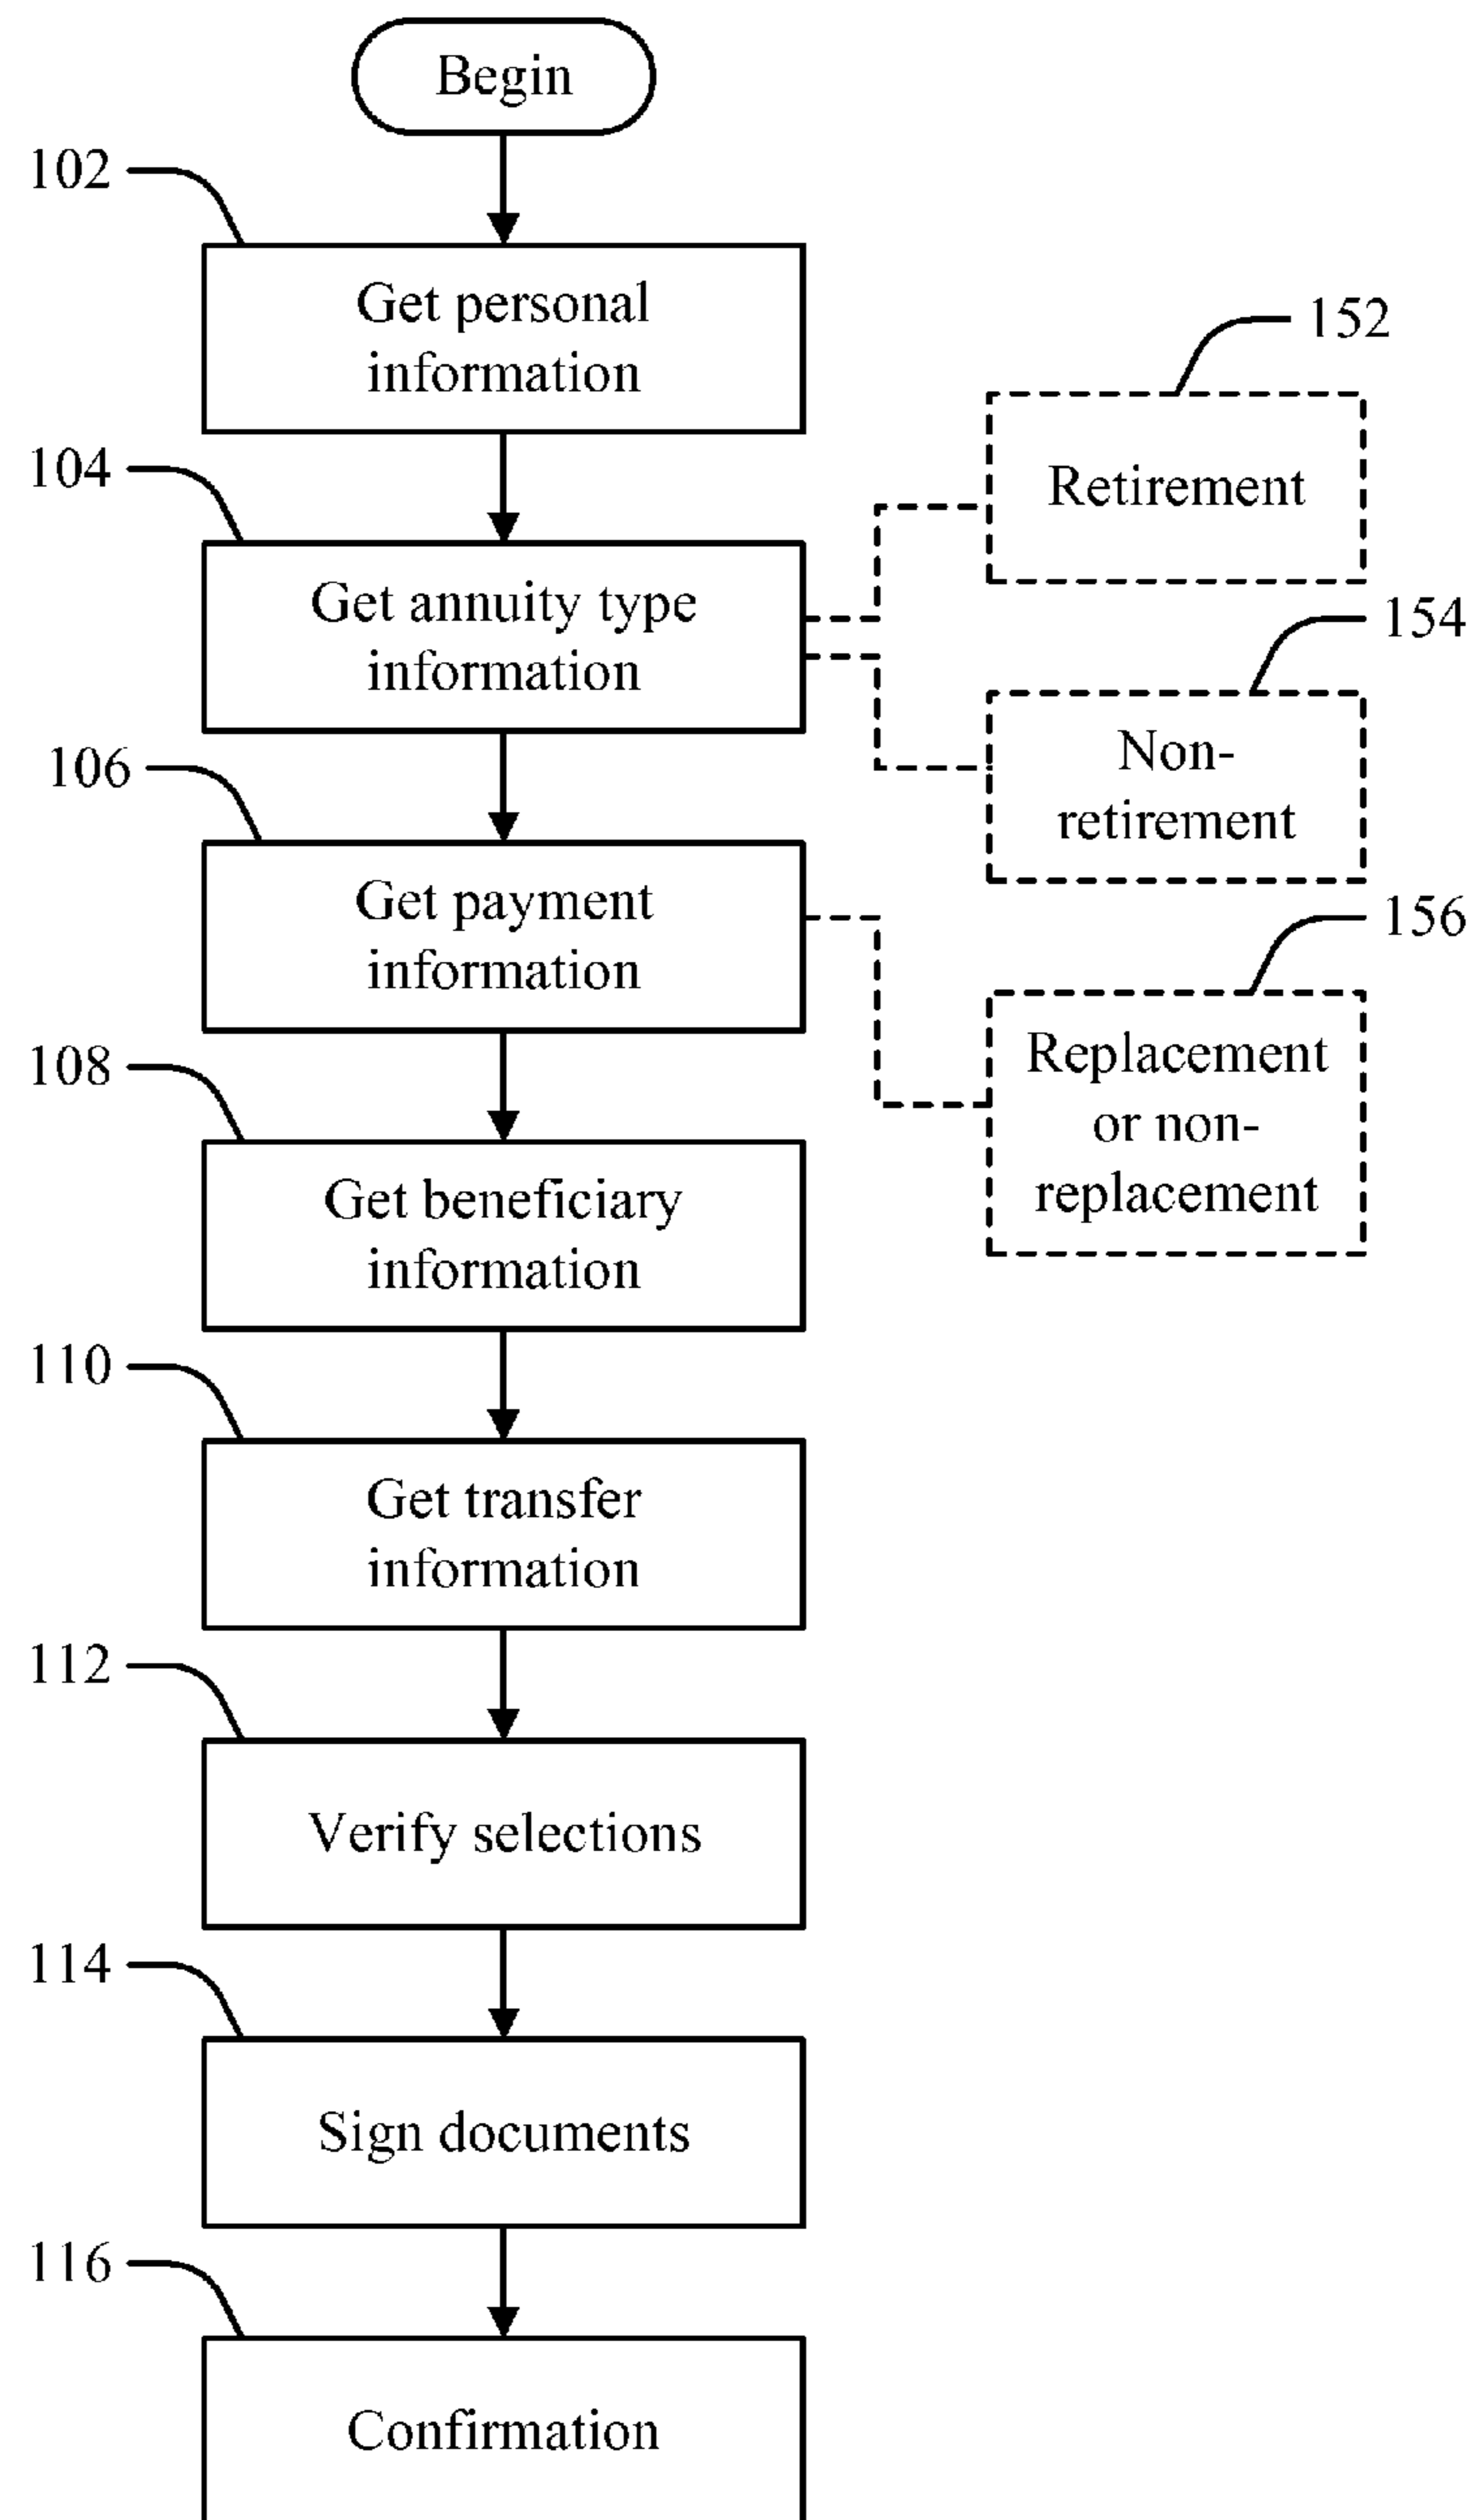 Begin
102
Get personal
information
152
Retirement
104
Get annuity type
information
154
Non-
retirement
106
Get payment
information
156
Replacement
or non-
replacement
108
Get beneficiary
information
110
Get transfer
information
112
Verify selections
114
Sign documents
116
Confirmation